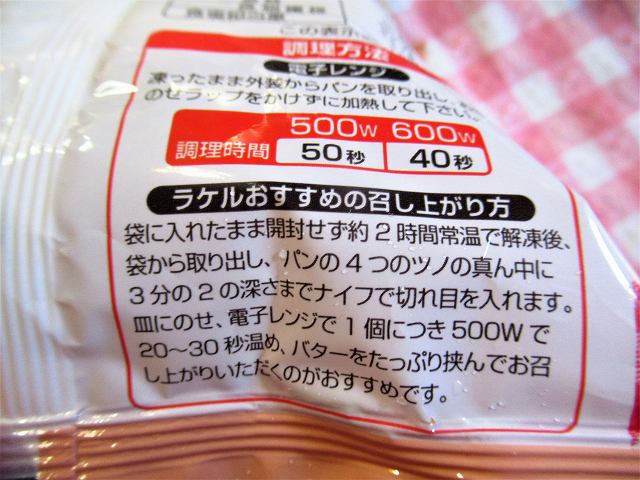 この表示
調理方法
電子レンジ
凍ったまま外装からパンを取り出し、
のせラップをかけずに加熱して下さい。
500W 600W
調理時間 50秒 40秒
ラケルおすすめの召し上がり方
袋に入れたまま開封せず約2時間常温で解凍後、
袋から取り出し、パンの4つのツノの真ん中に
3分の2の深さまでナイフで切れ目を入れます。
皿にのせ、電子レンジで1個につき500Wで
20～30秒温め、バターをたっぷり挟んでお召
し上がりいただくのがおすすめです。